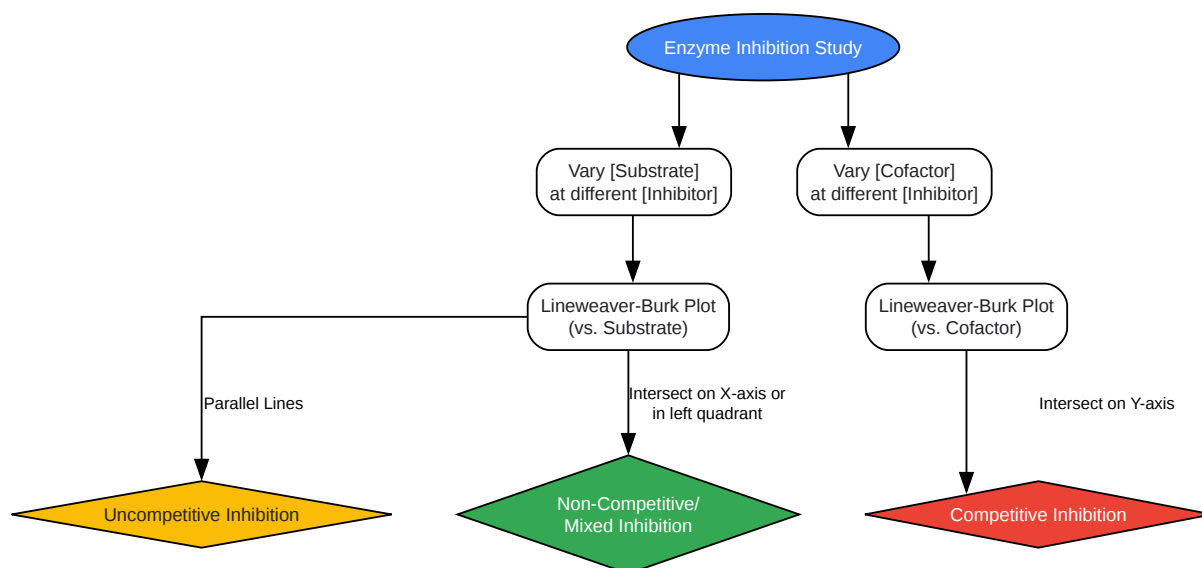 Enzyme Inhibition Study
Vary [Substrate]
at different [Inhibitor]
Vary [Cofactor]
at different [Inhibitor]
Lineweaver-Burk Plot
(vs. Substrate)
Lineweaver-Burk Plot
(vs. Cofactor)
Parallel Lines
Intersect on X-axis or
in left quadrant
Intersect on Y-axis
Uncompetitive Inhibition
Non-Competitive/
Mixed Inhibition
Competitive Inhibition